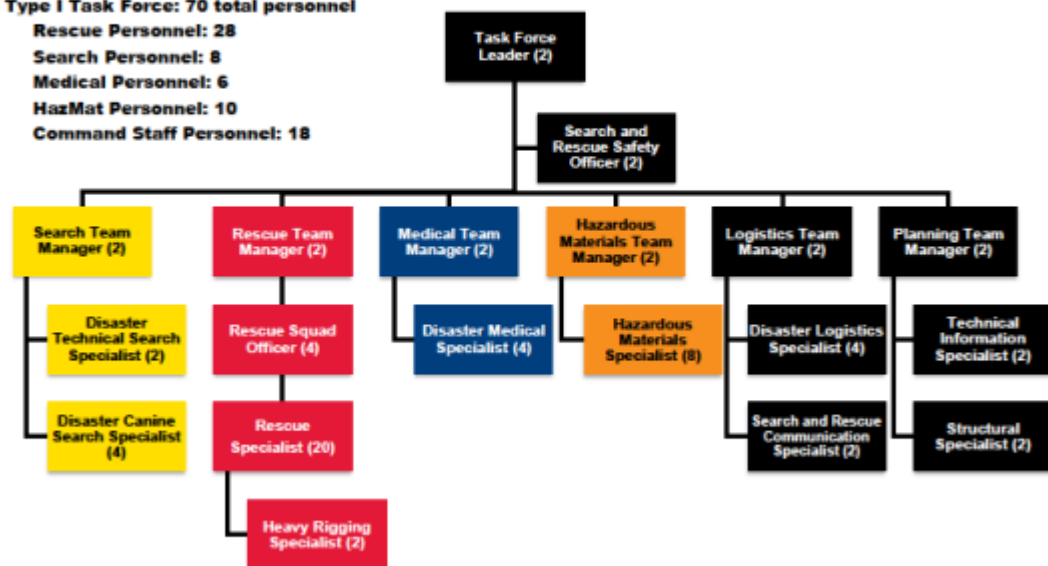 Type I Task Force: 70 total personnel
Rescue Personnel: 28
Search Personnel: 8
Medical Personnel: 6
HazMat Personnel: 10
Command Staff Personnel: 18
Task Force
Leader (2)
Search and
Rescue Safety
Officer (2)
Search Team
Manager (2)
Rescue Team
Manager (2)
Medical Team
Manager (2)
Hazardous
Materials Team
Manager (2)
Logistics Team
Manager (2)
Planning Team
Manager (2)
Disaster
Technical Search
Specialist (2)
Rescue Squad
Officer (4)
Disaster Medical
Specialist (4)
Hazardous
Materials
Specialist (8)
Disaster Logistics
Specialist (4)
Technical
Information
Specialist (2)
Disaster Canine
Search Specialist
(4)
Rescue
Specialist (20)
Search and Rescue
Communication
Specialist (2)
Structural
Specialist (2)
Heavy Rigging
Specialist (2)